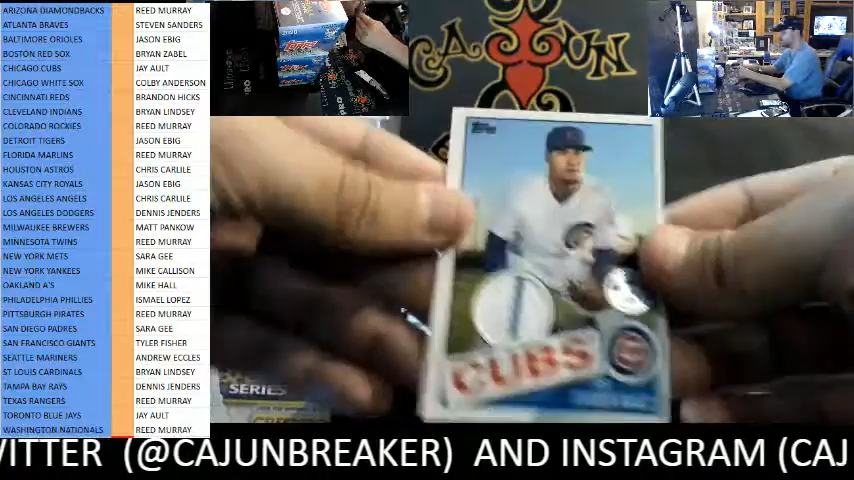 ARIZONA DIAMONDBACKS REED MURRAY
ATLANTA BRAVES STEVEN SANDERS
BALTIMORE ORIOLES JASON EBIG
BOSTON RED SOX BRYAN ZABEL
CHICAGO CUBS JAY AULT
CHICAGO WHITE SOX COLBY ANDERSON
CINCINNATI REDS BRANDON HICKS
CLEVELAND INDIANS BRYAN LINDSEY
COLORADO ROCKIES REED MURRAY
DETROIT TIGERS JASON EBIG
FLORIDA MARLINS REED MURRAY
HOUSTON ASTROS CHRIS CARLILE
KANSAS CITY ROYALS JASON EBIG
LOS ANGELES ANGELS CHRIS CARLILE
LOS ANGELES DODGERS DENNIS JENDERS
MILWAUKEE BREWERS MATT PANKOW
MINNESOTA TWINS REED MURRAY
NEW YORK METS SARA GEE
NEW YORK YANKEES MIKE CALLISON
OAKLAND A'S MIKE HALL
PHILADELPHIA PHILLIES ISMAEL LOPEZ
PITTSBURGH PIRATES REED MURRAY
SAN DIEGO PADRES SARA GEE
SAN FRANCISCO GIANTS TYLER FISHER
SEATTLE MARINERS ANDREW ECCLES
ST LOUIS CARDINALS BRYAN LINDSEY
TAMPA BAY RAYS DENNIS JENDERS
TEXAS RANGERS REED MURRAY
TORONTO BLUE JAYS JAY AULT
WASHINGTON NATIONALS REED MURRAY
CAJUN
Topps
CUBS
SERIES
WITTER (@CAJUNBREAKER) AND INSTAGRAM (CAJ